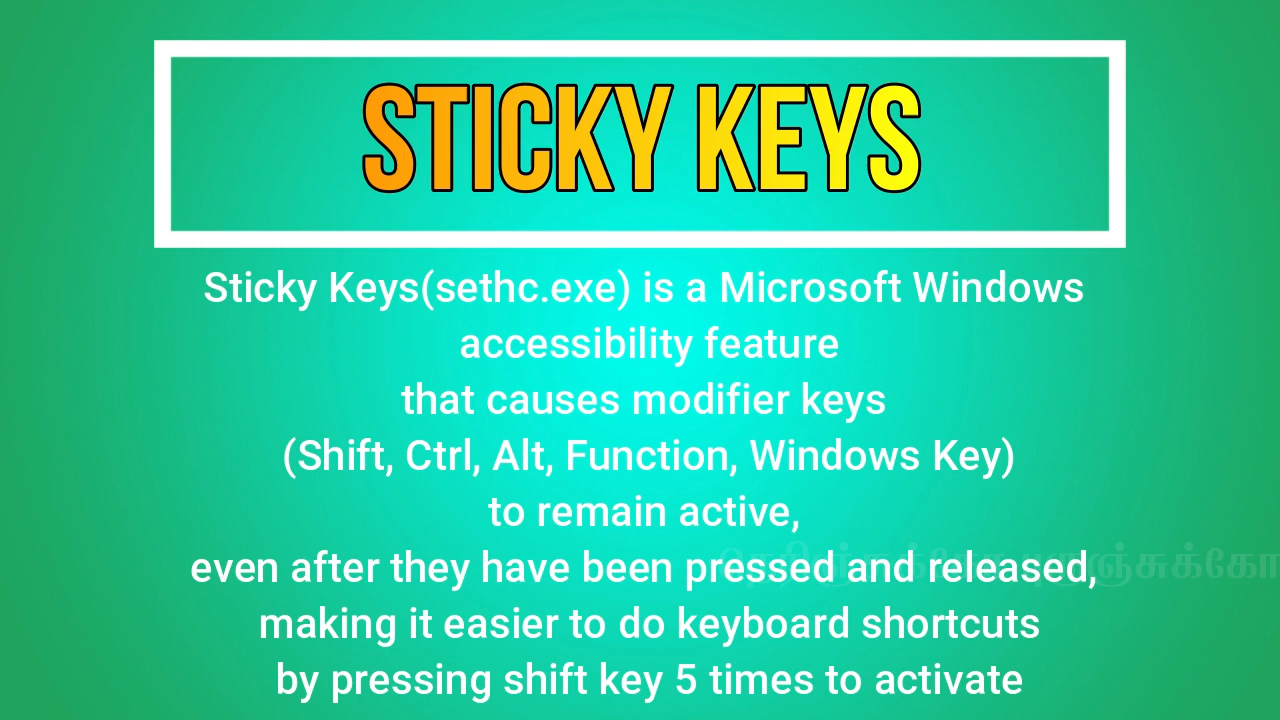 STICKY KEYS
Sticky Keys(sethc.exe) is a Microsoft Windows
accessibility feature
that causes modifier keys
(Shift, Ctrl, Alt, Function, Windows Key)
to remain active,
even after they have been pressed and released,
making it easier to do keyboard shortcuts
by pressing shift key 5 times to activate